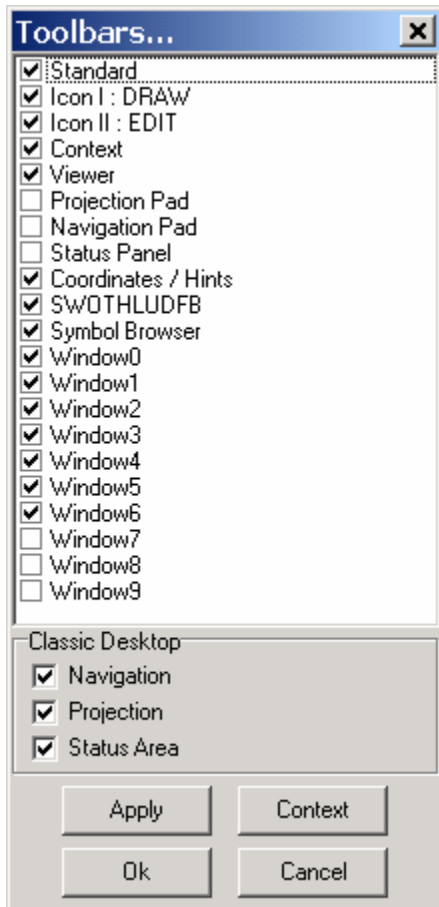 Toolbars...
Standard
Icon I : DRAW
Icon II : EDIT
Context
Viewer
Projection Pad
Navigation Pad
Status Panel
Coordinates / Hints
SWOTHLUDFB
Symbol Browser
Window0
Window1
Window2
Window3
Window4
Window5
Window6
Window7
Window8
Window9
Classic Desktop
Navigation
Projection
Status Area
Apply Context
Ok Cancel